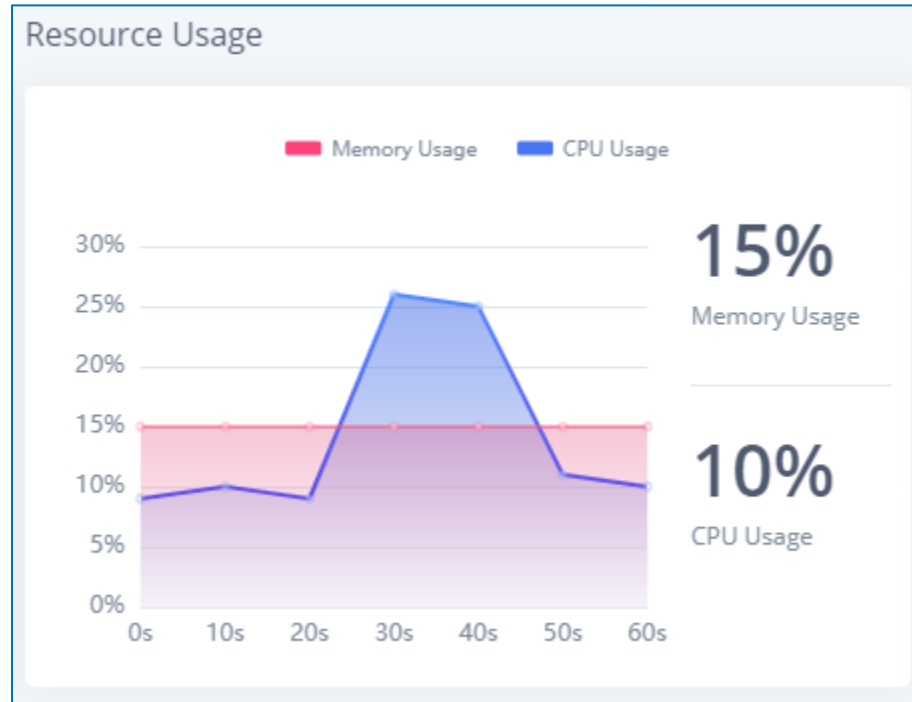 Resource Usage
Memory Usage CPU Usage
30%
25%
20%
15%
10%
5%
0%
0s 10s 20s 30s 40s 50s 60s
15%
Memory Usage
10%
CPU Usage